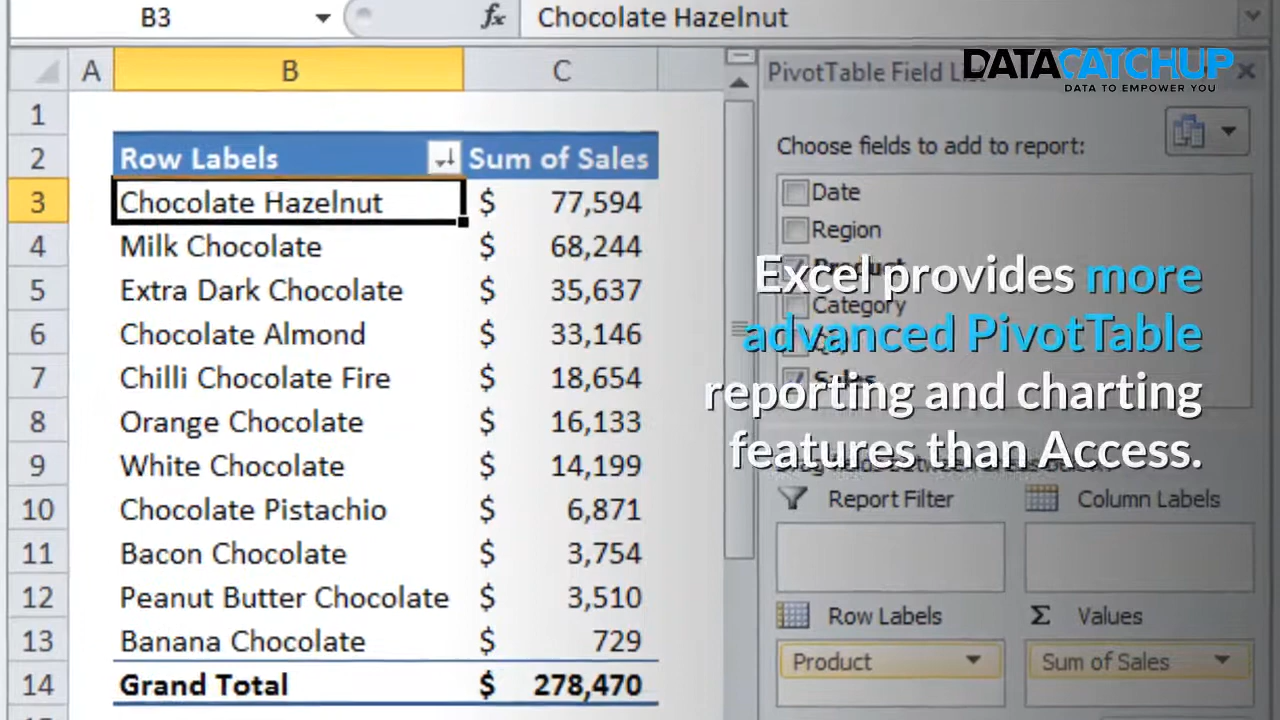 B3 fx Chocolate Hazelnut
DATACATCHUP
DATA TO EMPOWER YOU
A B C
PivotTable Field
1
2 Row Labels Sum of Sales
3 Chocolate Hazelnut $ 77,594
4 Milk Chocolate $ 68,244
5 Extra Dark Chocolate $ 35,637
6 Chocolate Almond $ 33,146
7 Chilli Chocolate Fire $ 18,654
8 Orange Chocolate $ 16,133
9 White Chocolate $ 14,199
10 Chocolate Pistachio $ 6,871
11 Bacon Chocolate $ 3,754
12 Peanut Butter Chocolate $ 3,510
13 Banana Chocolate $ 729
14 Grand Total $ 278,470
Choose fields to add to report:
Date
Region
Product
Category
Sales
Excel provides more
advanced PivotTable
reporting and charting
features than Access.
Report Filter Column Labels
Row Labels Σ Values
Product Sum of Sales